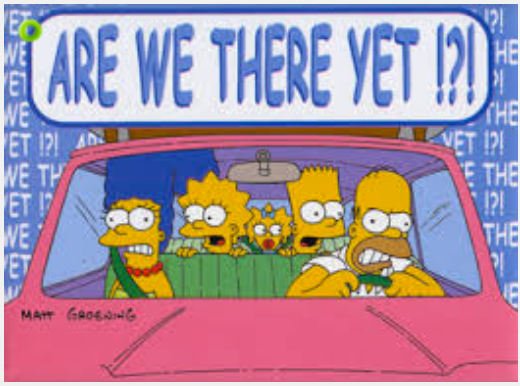 ARE WE THERE YET !?!
MATT GROENING